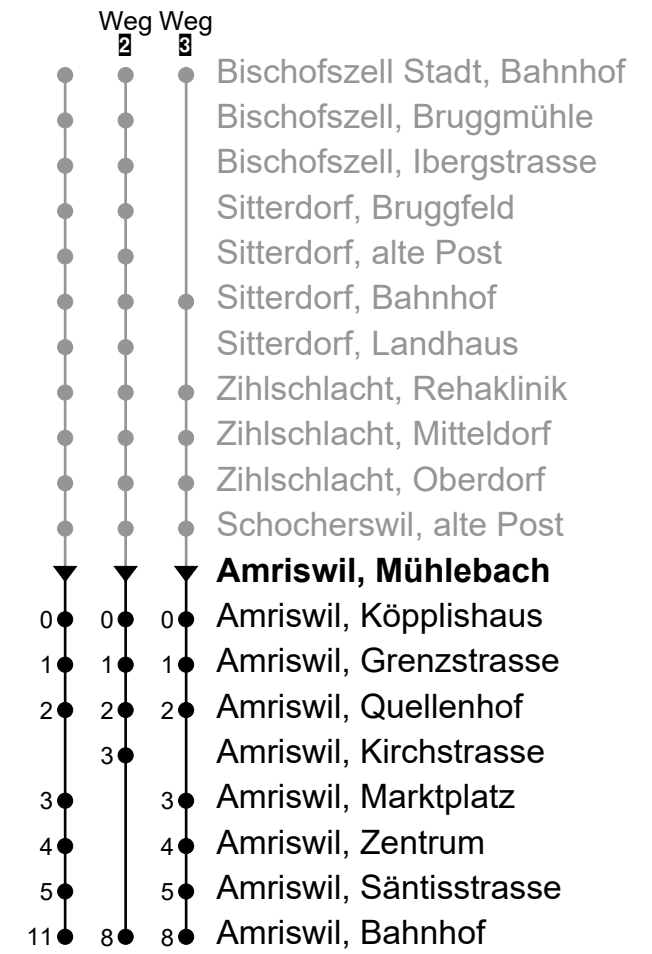 Weg Weg
2 3
Bischofszell Stadt, Bahnhof
Bischofszell, Bruggmühle
Bischofszell, Ibergstrasse
Sitterdorf, Bruggfeld
Sitterdorf, alte Post
Sitterdorf, Bahnhof
Sitterdorf, Landhaus
Zihlschlacht, Rehaklinik
Zihlschlacht, Mitteldorf
Zihlschlacht, Oberdorf
Schocherswil, alte Post
Amriswil, Mühlebach
0 0 0 Amriswil, Köpplishaus
1 1 1 Amriswil, Grenzstrasse
2 2 2 Amriswil, Quellenhof
3 Amriswil, Kirchstrasse
3 3 Amriswil, Marktplatz
4 4 Amriswil, Zentrum
5 5 Amriswil, Säntisstrasse
11 8 8 Amriswil, Bahnhof